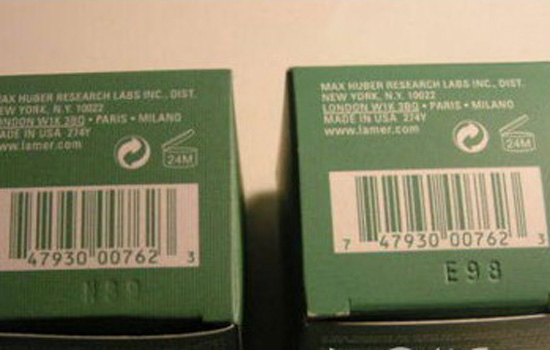 AX HUBER RESEARCH LABS INC., DIST.
NEW YORK, N.Y. 10022
ONDON W1K 3BQ • PARIS • MILANO
MADE IN USA 274Y
www.lamer.com
24M
47930 00762 3
MAX HUBER RESEARCH LABS INC., DIST.
NEW YORK, N.Y. 10022
LONDON W1K 3BQ • PARIS • MILANO
MADE IN USA 274Y
www.lamer.com
24M
7 47930 00762 3
E98